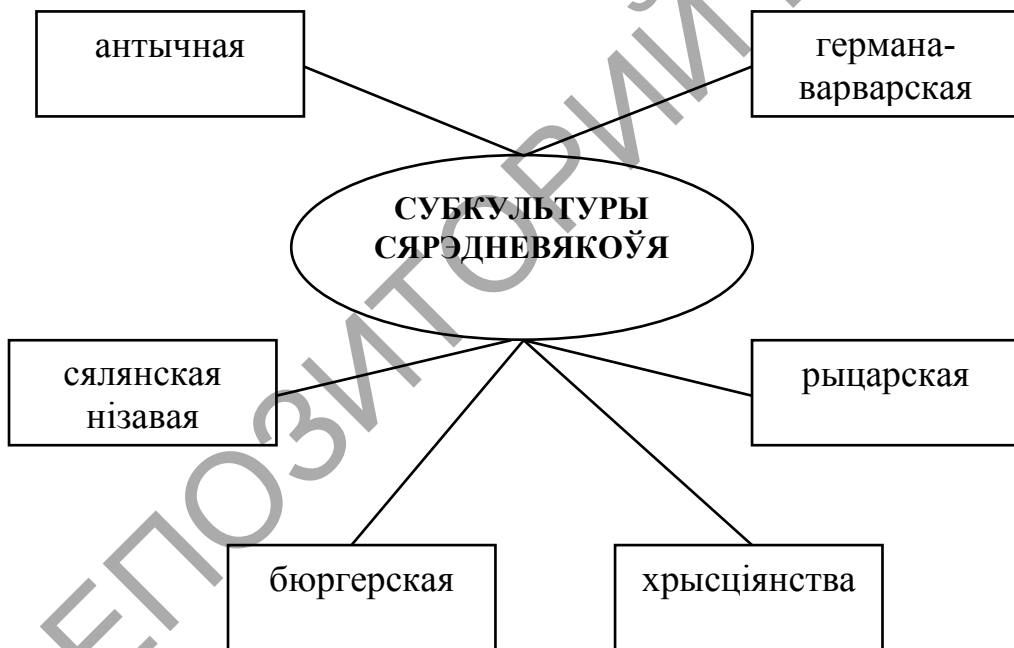 антычная
германа-
варварская
СУБКУЛЬТУРЫ
СЯРЭДНЕВЯКОЎЯ
сялянская
нізавая
рыцарская
бюргерская
хрысціянства